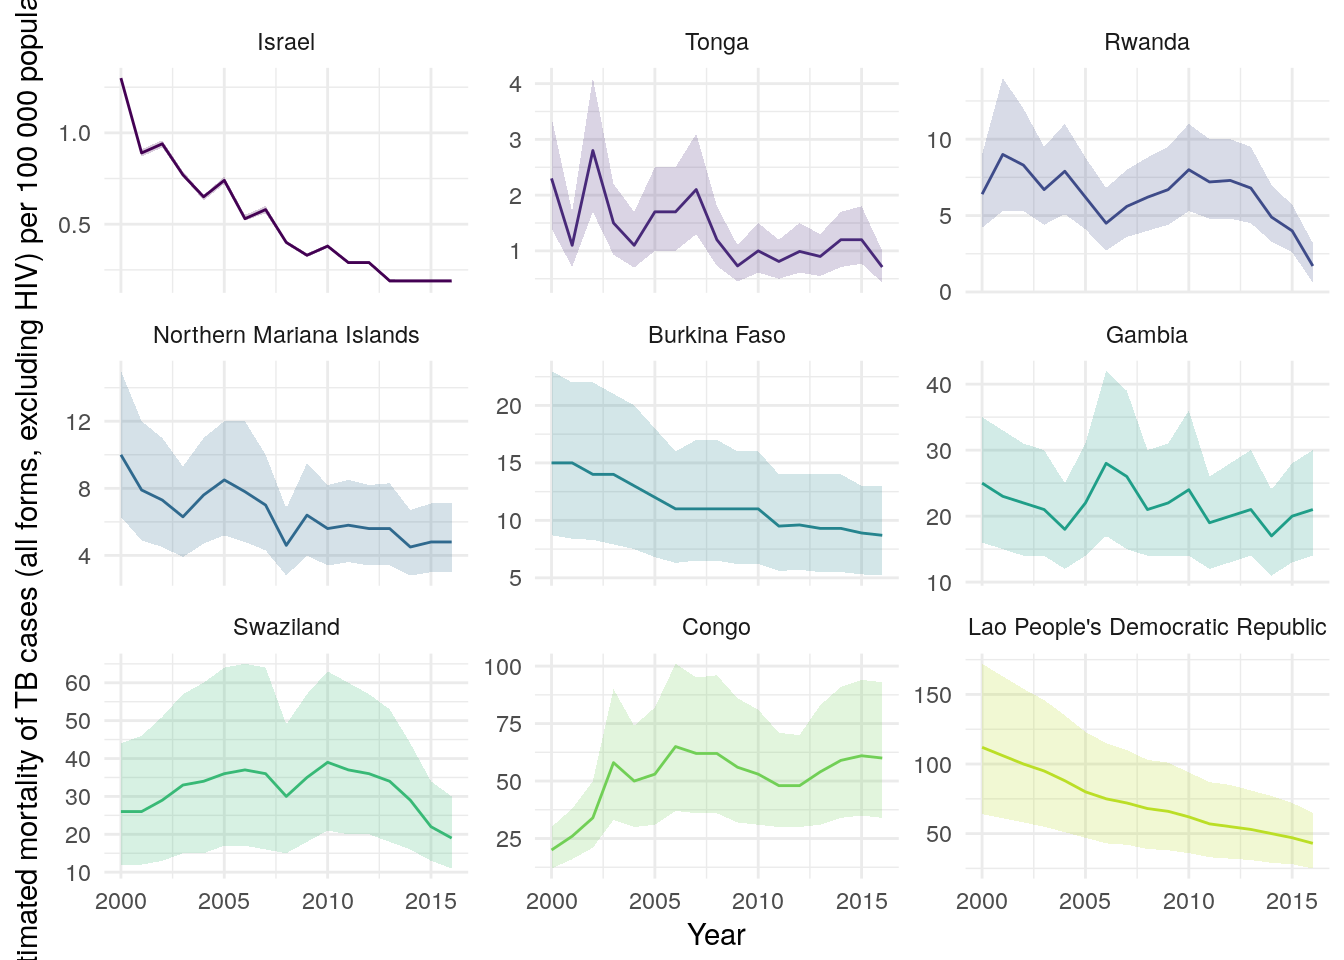 Israel
Tonga
Rwanda
1.0
0.5
4
3
2
1
10
5
0
Northern Mariana Islands
Burkina Faso
Gambia
12
8
4
20
15
10
5
40
30
20
10
Swaziland
Congo
Lao People's Democratic Republic
60
50
40
30
20
10
100
75
50
25
150
100
50
2000 2005 2010 2015
2000 2005 2010 2015
2000 2005 2010 2015
Year
timated mortality of TB cases (all forms, excluding HIV) per 100 000 popula